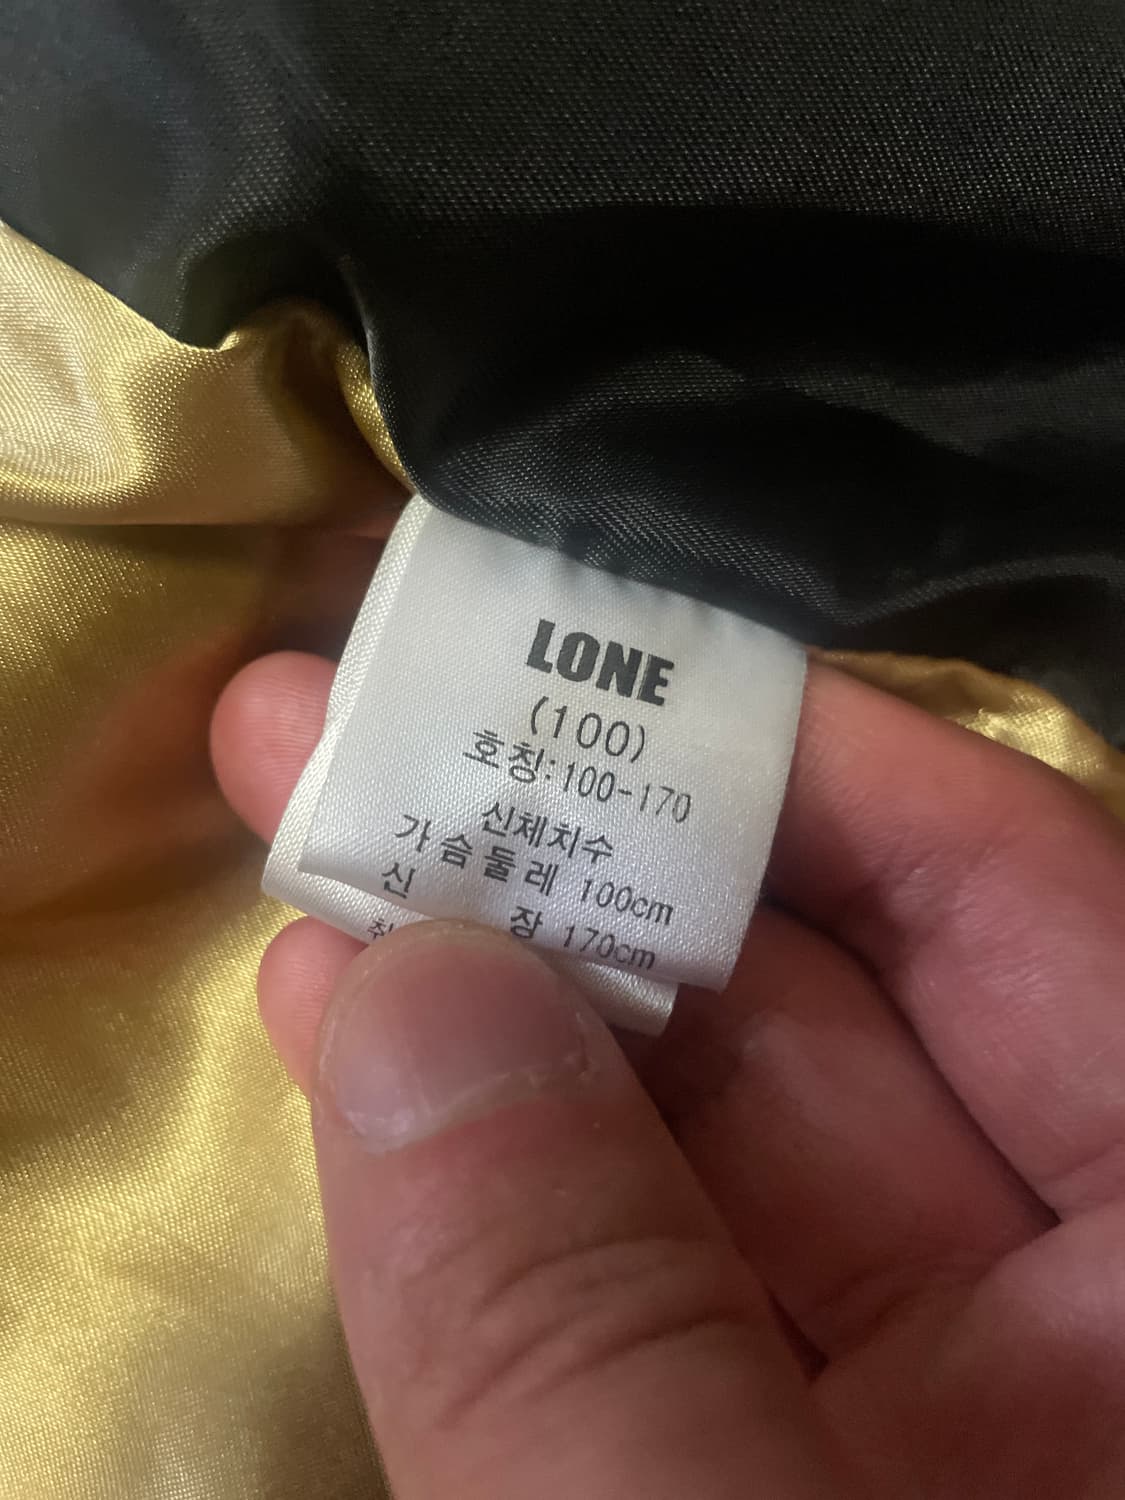 LONE
(100)
호칭:100-170
신체치수
가슴둘레 100cm
신 장 170cm